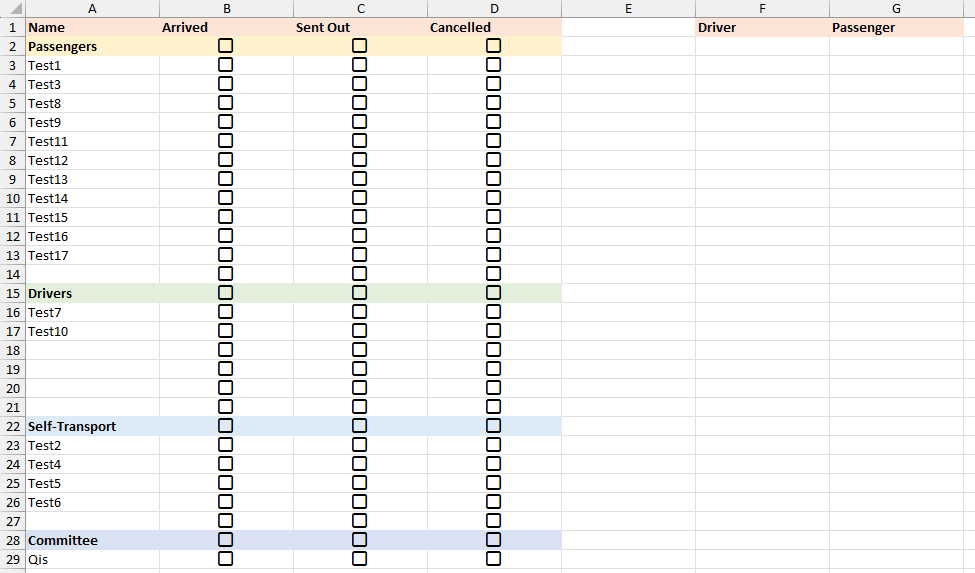 A B C D E F G
1 Name Arrived Sent Out Cancelled Driver Passenger
2 Passengers
3 Test1
4 Test3
5 Test8
6 Test9
7 Test11
8 Test12
9 Test13
10 Test14
11 Test15
12 Test16
13 Test17
14
15 Drivers
16 Test7
17 Test10
18
19
20
21
22 Self-Transport
23 Test2
24 Test4
25 Test5
26 Test6
27
28 Committee
29 Qis